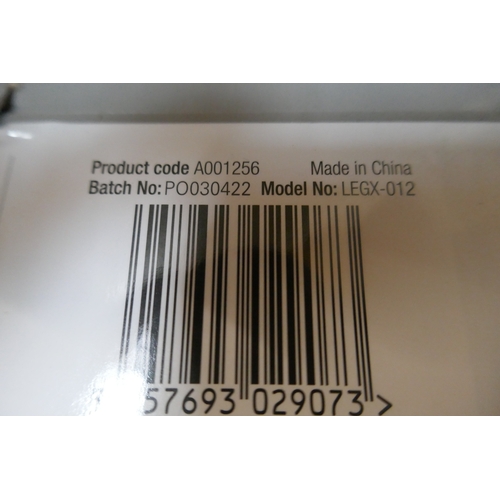 Product code A001256 Made in China
Batch No: PO030422 Model No: LEGX-012
57693 029073 >